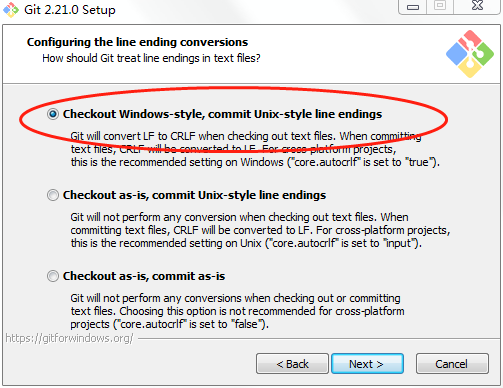 Git 2.21.0 Setup
Configuring the line ending conversions
How should Git treat line endings in text files?
Checkout Windows-style, commit Unix-style line endings
Git will convert LF to CRLF when checking out text files. When committing
text files, CRLF will be converted to LF. For cross-platform projects,
this is the recommended setting on Windows ("core.autocrlf" is set to "true").
Checkout as-is, commit Unix-style line endings
Git will not perform any conversion when checking out text files. When
committing text files, CRLF will be converted to LF. For cross-platform projects,
this is the recommended setting on Unix ("core.autocrlf" is set to "input").
Checkout as-is, commit as-is
Git will not perform any conversions when checking out or committing
text files. Choosing this option is not recommended for cross-platform
projects ("core.autocrlf" is set to "false").
https://gitforwindows.org/
< Back
Next >
Cancel